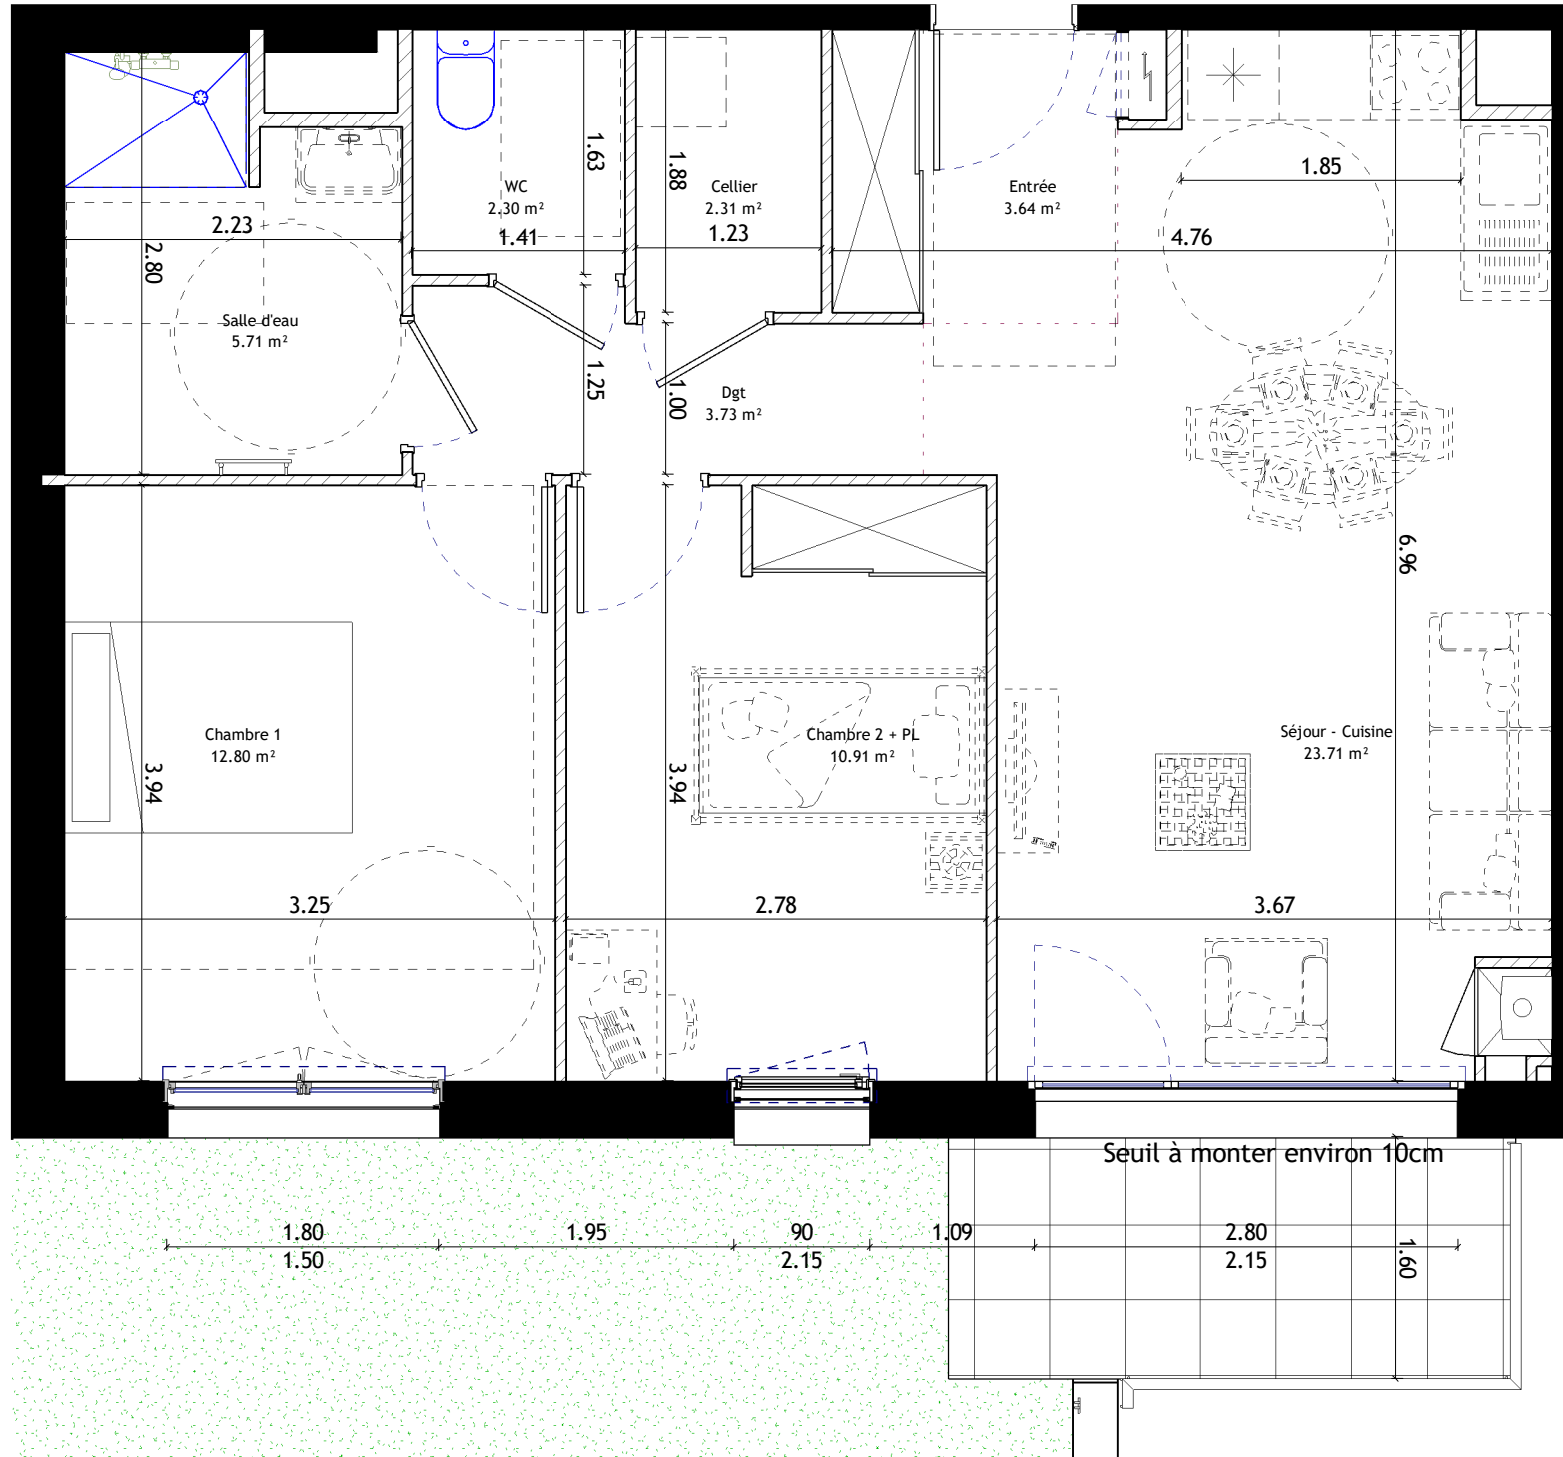 WC
2.30 m²
1.41
1.63
1.88
Cellier
2.31 m²
1.23
Entrée
3.64 m²
1.85
4.76
2.23
2.80
Salle d'eau
5.71 m²
1.25
1.00
Dgt
3.73 m²
6.96
Chambre 1
12.80 m²
3.94
Chambre 2 + PL
10.91 m²
3.94
Séjour - Cuisine
23.71 m²
3.25
2.78
3.67
Seuil à monter environ 10cm
1.80
1.50
1.95
90
2.15
1.09
2.80
2.15
1.60